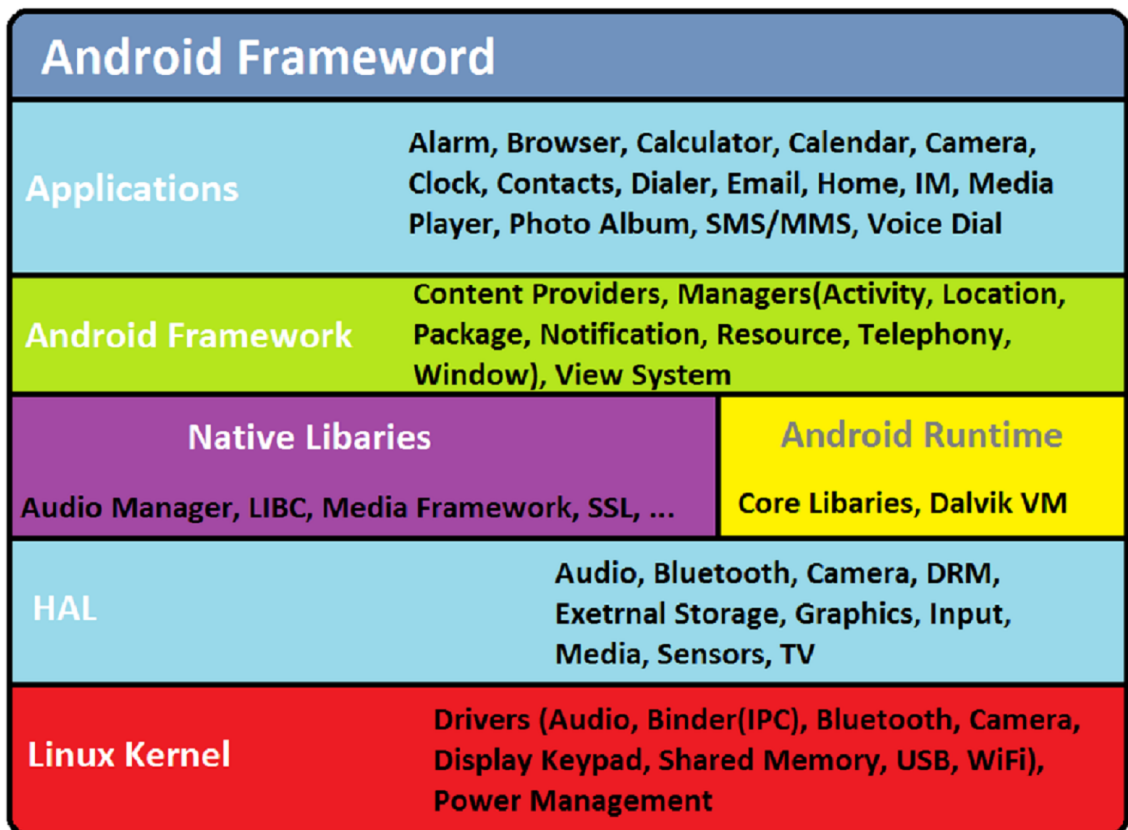 Android Frameword
Applications
Alarm, Browser, Calculator, Calendar, Camera,
Clock, Contacts, Dialer, Email, Home, IM, Media
Player, Photo Album, SMS/MMS, Voice Dial
Android Framework
Content Providers, Managers(Activity, Location,
Package, Notification, Resource, Telephony,
Window), View System
Native Libaries
Audio Manager, LIBC, Media Framework, SSL, ...
Android Runtime
Core Libaries, Dalvik VM
HAL
Audio, Bluetooth, Camera, DRM,
Exetrnal Storage, Graphics, Input,
Media, Sensors, TV
Linux Kernel
Drivers (Audio, Binder(IPC), Bluetooth, Camera,
Display Keypad, Shared Memory, USB, WiFi),
Power Management